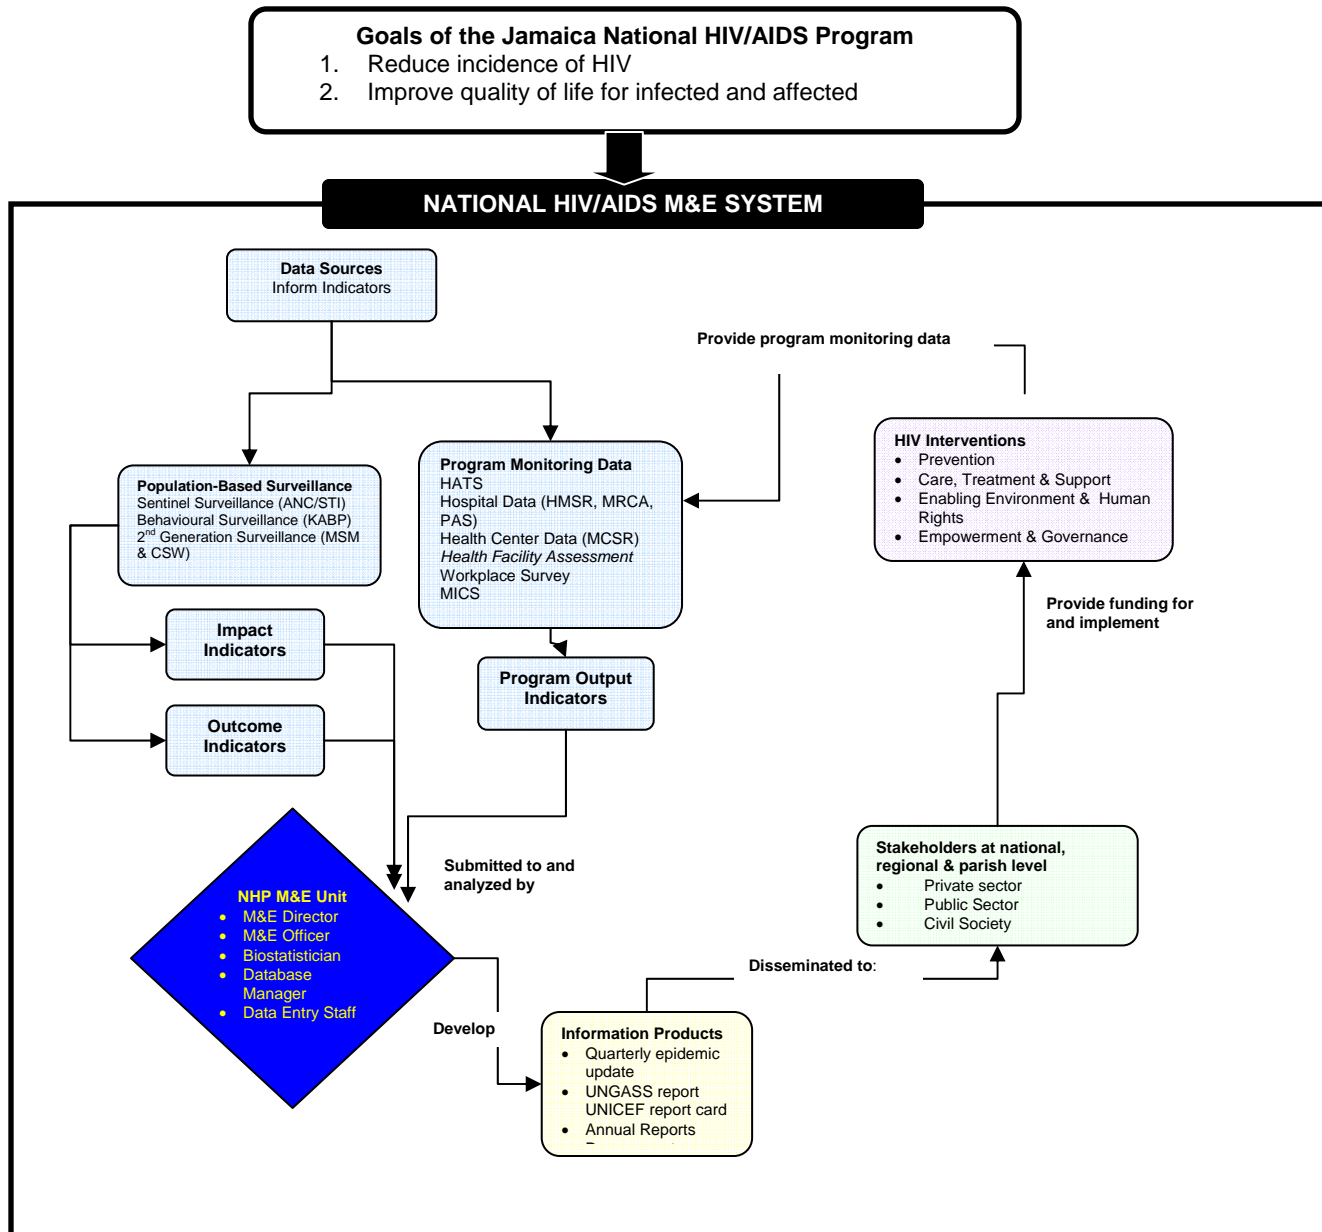 Goals of the Jamaica National HIV/AIDS Program
1. Reduce incidence of HIV
2. Improve quality of life for infected and affected
NATIONAL HIV/AIDS M&E SYSTEM
Data Sources
Inform Indicators
Provide program monitoring data
Population-Based Surveillance
Sentinel Surveillance (ANC/STI)
Behavioural Surveillance (KABP)
2nd Generation Surveillance (MSM
& CSW)
Program Monitoring Data
HATS
Hospital Data (HMSR, MRCA,
PAS)
Health Center Data (MCSR)
Health Facility Assessment
Workplace Survey
MICS
HIV Interventions
• Prevention
• Care, Treatment & Support
• Enabling Environment & Human
Rights
• Empowerment & Governance
Impact
Indicators
Provide funding for
and implement
Program Output
Indicators
Outcome
Indicators
Submitted to and
analyzed by
Stakeholders at national,
regional & parish level
• Private sector
• Public Sector
• Civil Society
NHP M&E Unit
• M&E Director
• M&E Officer
• Biostatistician
• Database
Manager
• Data Entry Staff
Disseminated to:
Develop
Information Products
• Quarterly epidemic
update
• UNGASS report
UNICEF report card
• Annual Reports